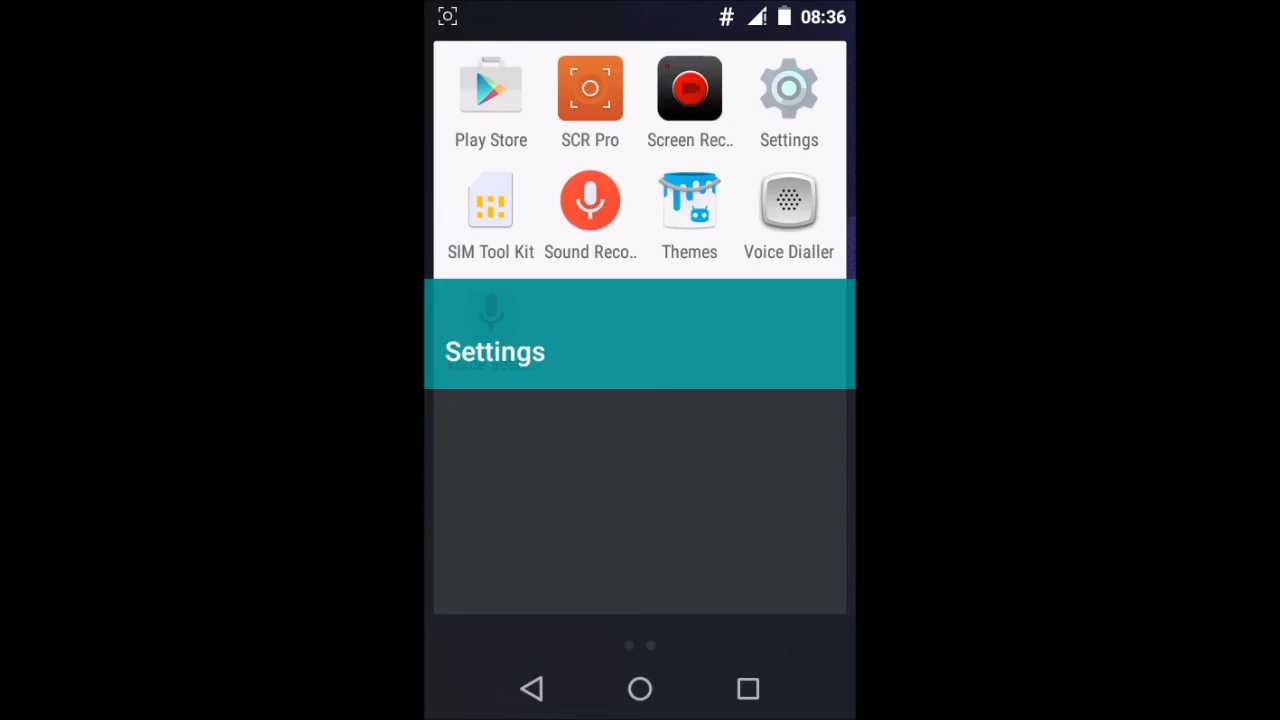 # 08:36
Play Store SCR Pro Screen Rec.. Settings
SIM Tool Kit Sound Reco.. Themes Voice Dialler
Settings